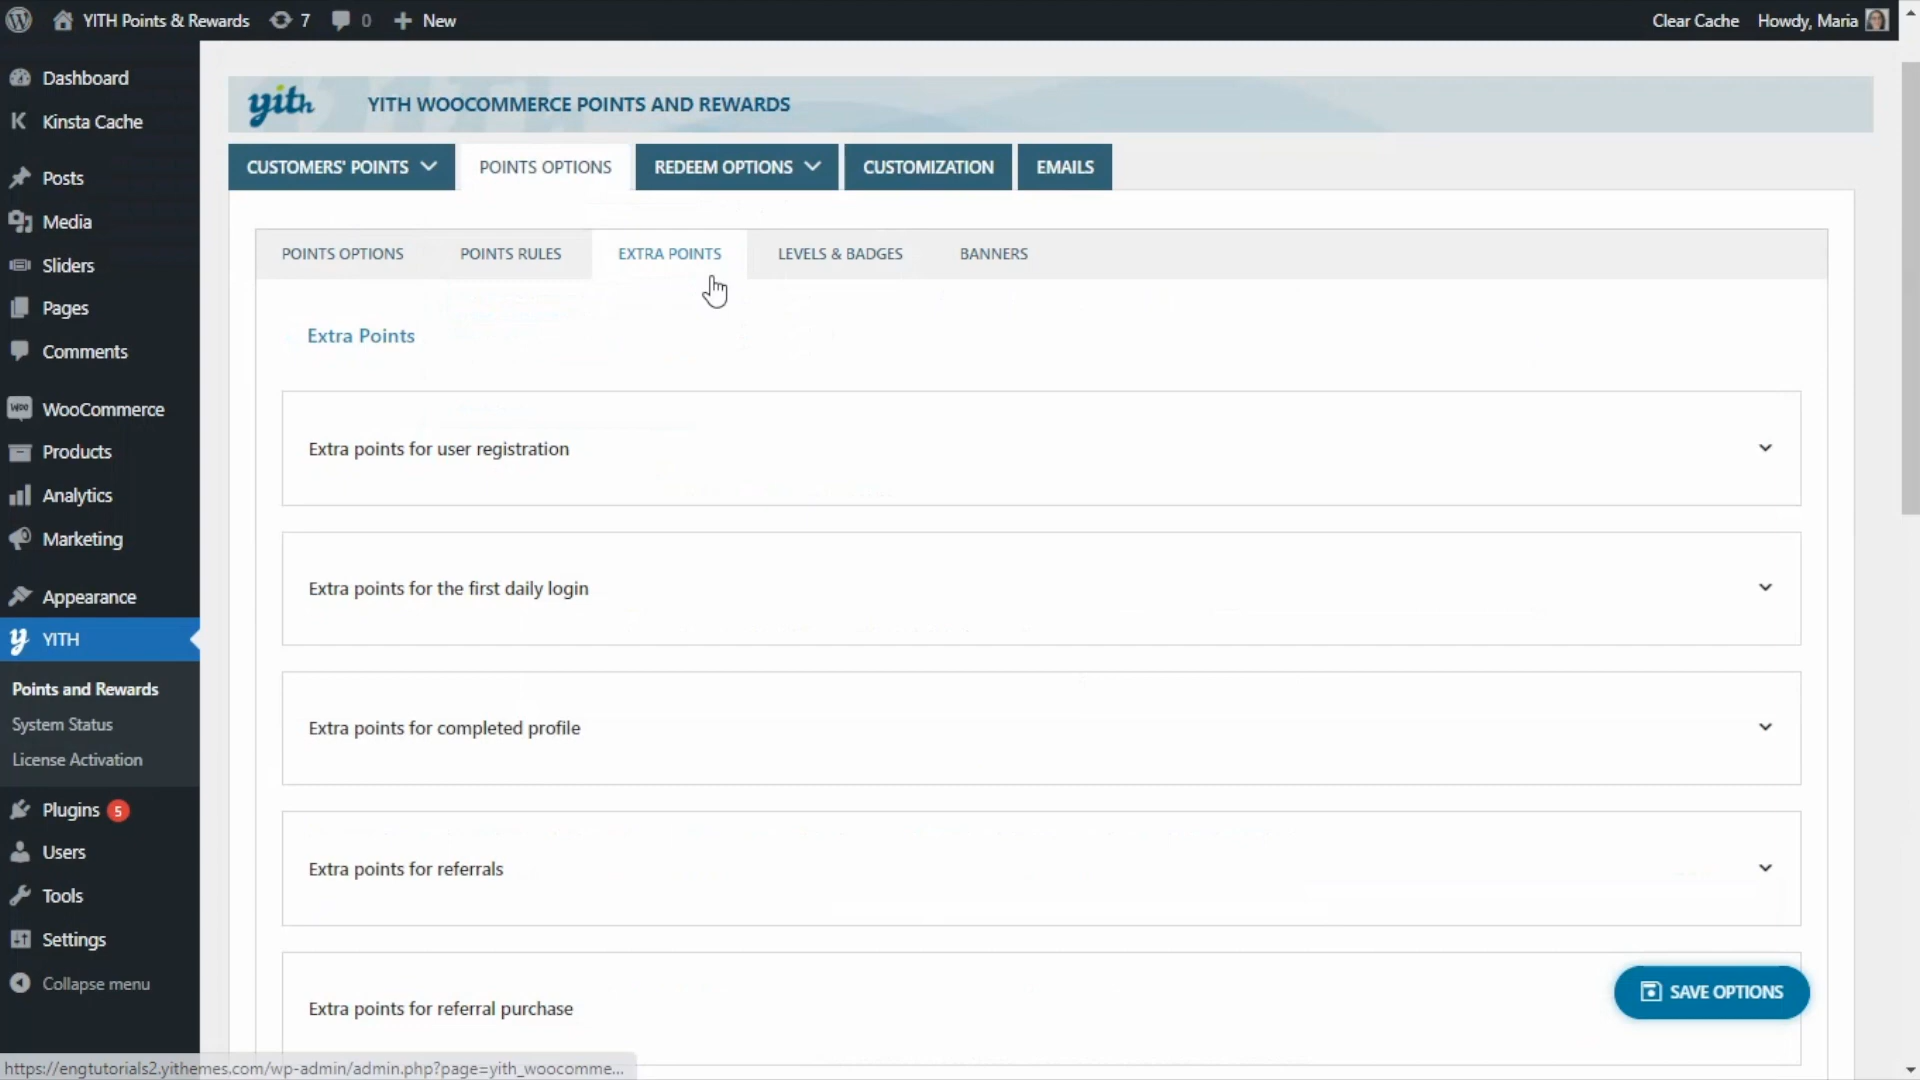 YITH Points & Rewards 7 0 New Clear Cache Howdy, Maria
Dashboard
Kinsta Cache
Posts
Media
Sliders
Pages
Comments
WooCommerce
Products
Analytics
Marketing
Appearance
YITH
Points and Rewards
System Status
License Activation
Plugins 5
Users
Tools
Settings
Collapse menu
yith YITH WOOCOMMERCE POINTS AND REWARDS
CUSTOMERS' POINTS POINTS OPTIONS REDEEM OPTIONS CUSTOMIZATION EMAILS
POINTS OPTIONS POINTS RULES EXTRA POINTS LEVELS & BADGES BANNERS
Extra Points
Extra points for user registration
Extra points for the first daily login
Extra points for completed profile
Extra points for referrals
Extra points for referral purchase
SAVE OPTIONS
https://engtutorials2.yithemes.com/wp-admin/admin.php?page=yith_woocomme...